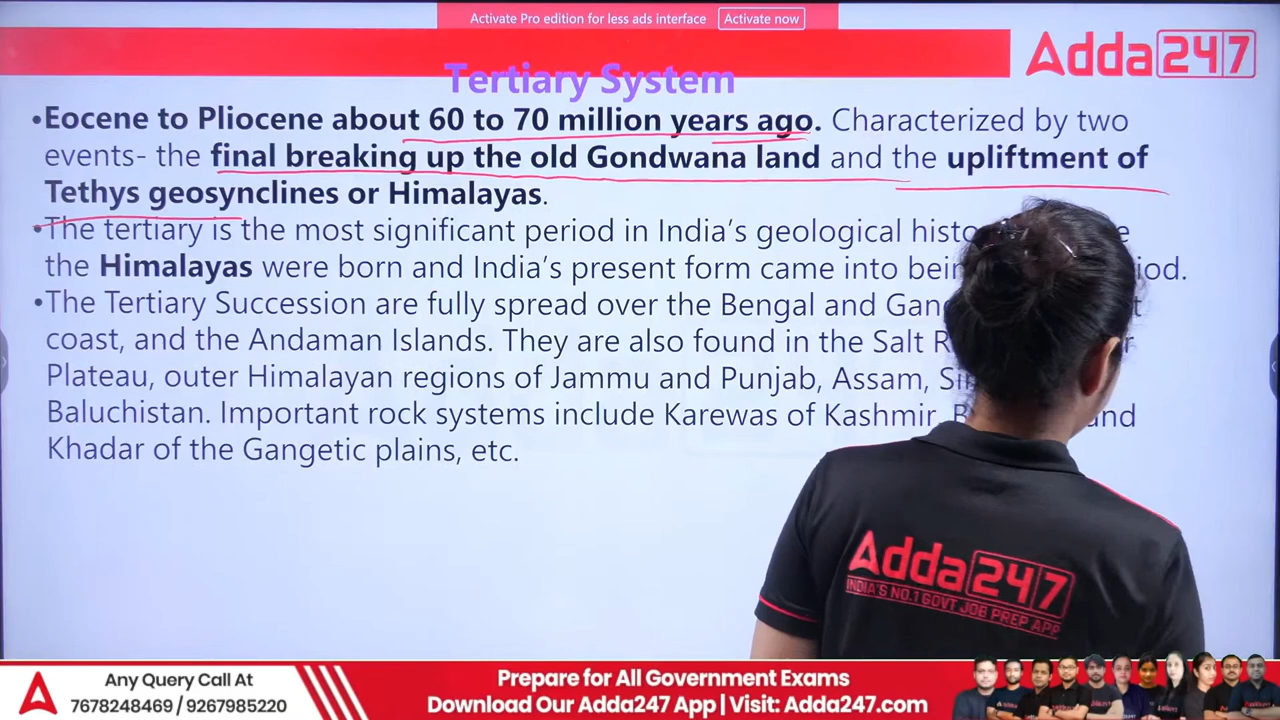 Activate Pro edition for less ads interface Activate now
Adda247
Tertiary System
•Eocene to Pliocene about 60 to 70 million years ago. Characterized by two
events- the final breaking up the old Gondwana land and the upliftment of
Tethys geosynclines or Himalayas.
•The tertiary is the most significant period in India's geological
the Himalayas were born and India's present form came into
•The Tertiary Succession are fully spread over the Bengal and
coast, and the Andaman Islands. They are also found in the Salt
Plateau, outer Himalayan regions of Jammu and Punjab, Assam,
Baluchistan. Important rock systems include Karewas of Kashmir, and
Khadar of the Gangetic plains, etc.
Adda247
INDIA'S NO.1 GOVT JOB PREP APP
Any Query Call At
7678248469 / 9267985220
Prepare for All Government Exams
Download Our Adda247 App | Visit: Adda247.com